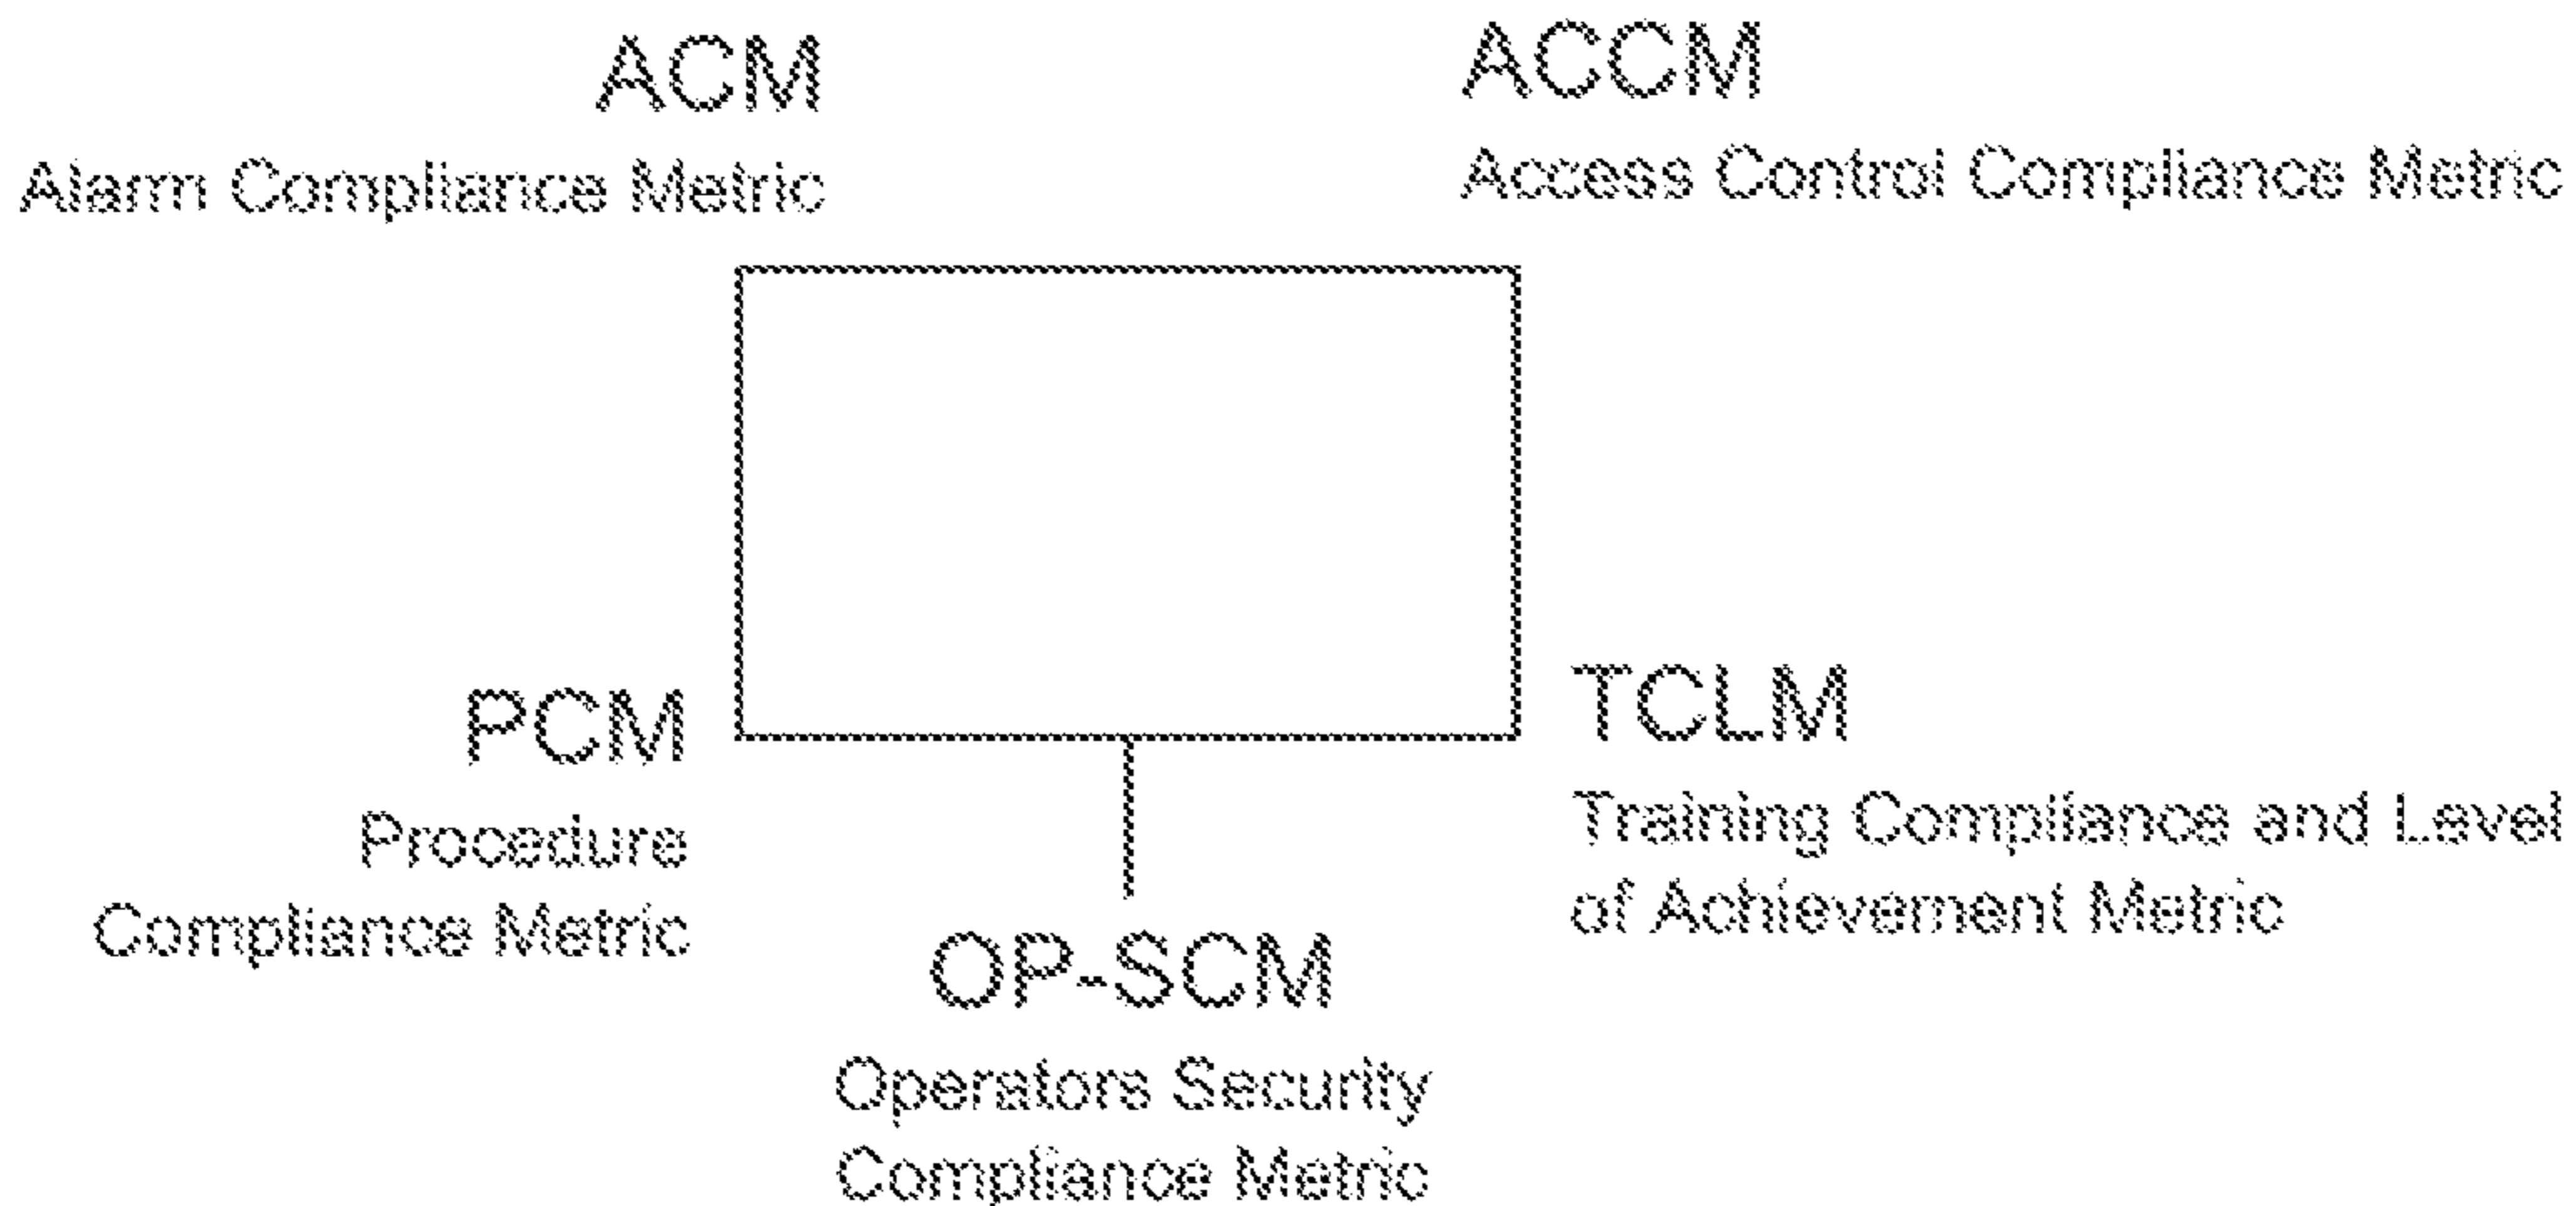 ACM
Alarm Compliance Metric
ACCM
Access Control Compliance Metric
PCM
Procedure
Compliance Metric
TCLM
Training Compliance and Level
of Achievement Metric
OP-SCM
Operators Security
Compliance Metric